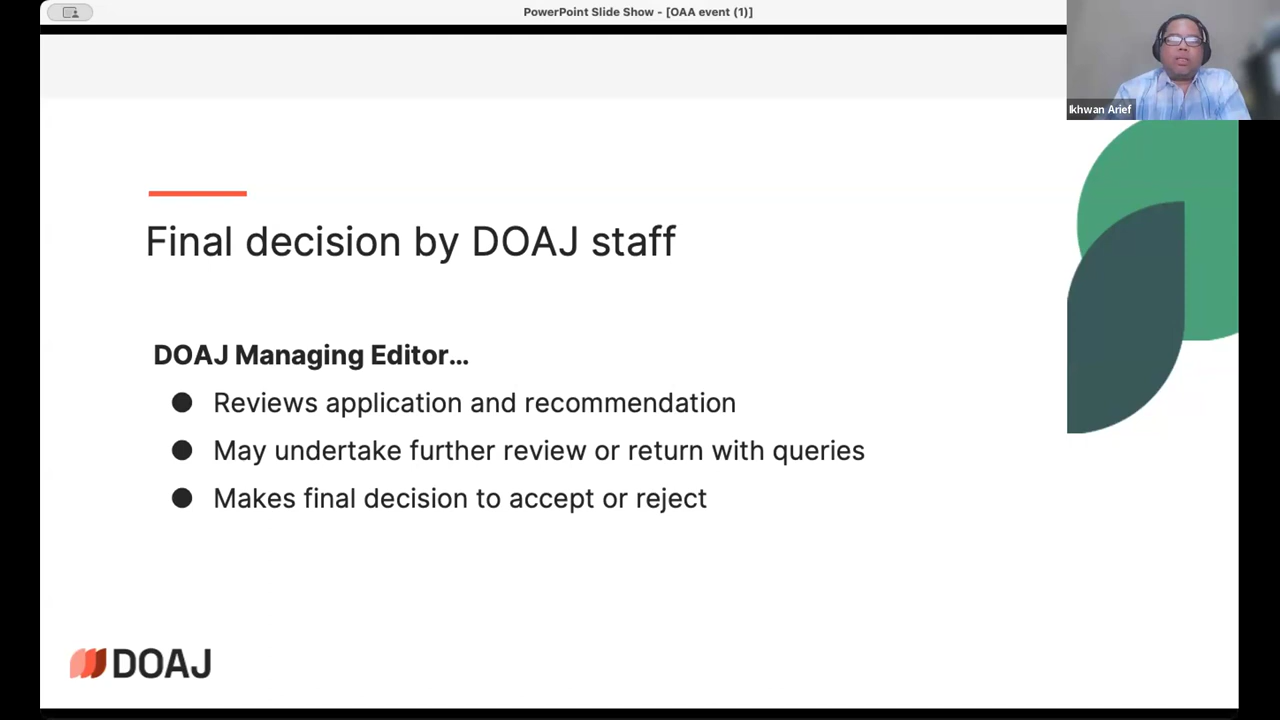 PowerPoint Slide Show - [OAA event (1)]
Ikhwan Arief
Final decision by DOAJ staff
DOAJ Managing Editor...
● Reviews application and recommendation
● May undertake further review or return with queries
● Makes final decision to accept or reject
DOAJ